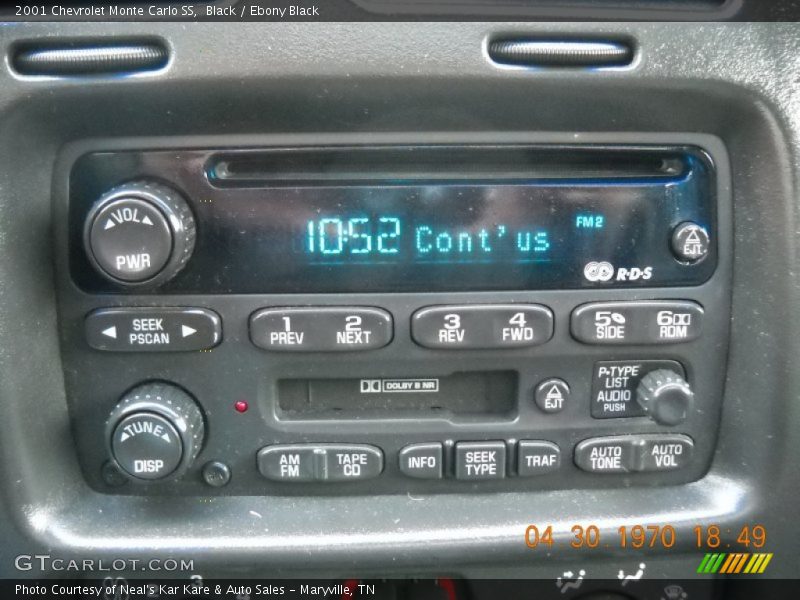 2001 Chevrolet Monte Carlo SS,  Black / Ebony Black
VOL
PWR
10:52 Cont'us
FM2
EJT
R·D·S
SEEK
PSCAN
1 PREV
2 NEXT
3 REV
4 FWD
5 SIDE
6 RDM
DOLBY B NR
EJT
P-TYPE
LIST
AUDIO
PUSH
TUNE
DISP
AM
FM
TAPE
CD
INFO
SEEK
TYPE
TRAF
AUTO
TONE
AUTO
VOL
04 30 1970 18:49
GTCARLOT.COM
Photo Courtesy of Neal's Kar Kare & Auto Sales - Maryville, TN